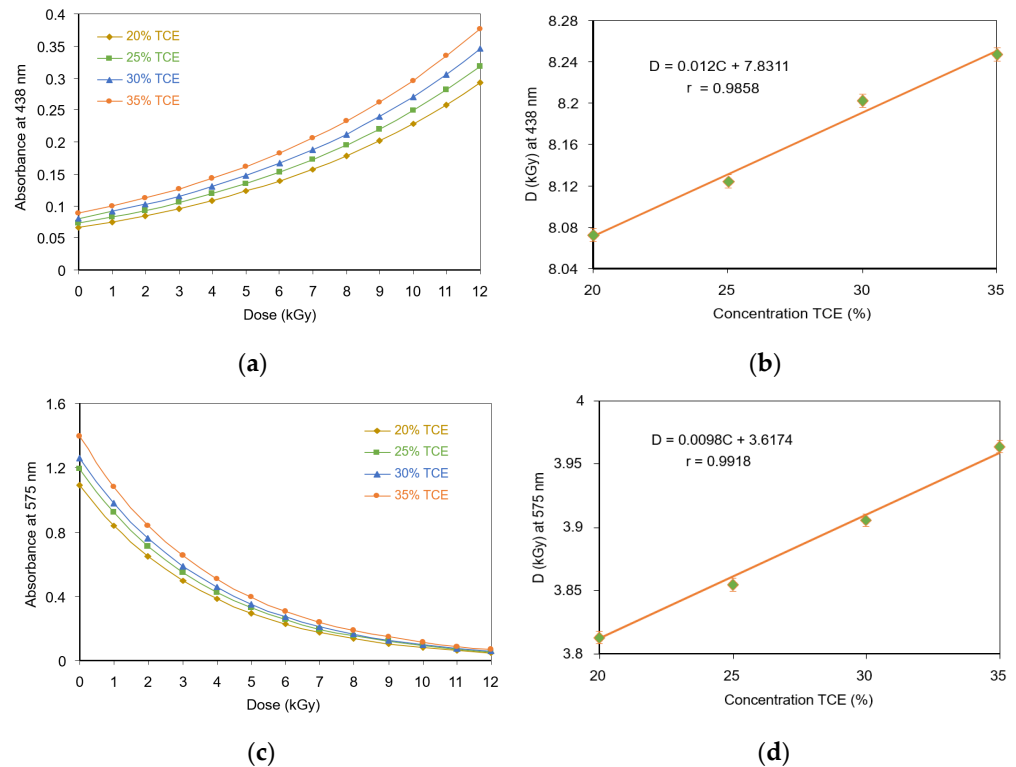 0.4
0.35
0.3
0.25
0.2
0.15
0.1
0.05
0
Absorbance at 438 nm
20% TCE
25% TCE
30% TCE
35% TCE
0 1 2 3 4 5 6 7 8 9 10 11 12
Dose (kGy)
(a)
8.28
8.24
8.2
8.16
8.12
8.08
8.04
D (kGy) at 438 nm
D = 0.012C + 7.8311
r = 0.9858
20 25 30 35
Concentration TCE (%)
(b)
1.6
1.2
0.8
0.4
0
Absorbance at 575 nm
20% TCE
25% TCE
30% TCE
35% TCE
0 1 2 3 4 5 6 7 8 9 10 11 12
Dose (kGy)
(c)
4
3.95
3.9
3.85
3.8
D (kGy) at 575 nm
D = 0.0098C + 3.6174
r = 0.9918
20 25 30 35
Concentration TCE (%)
(d)